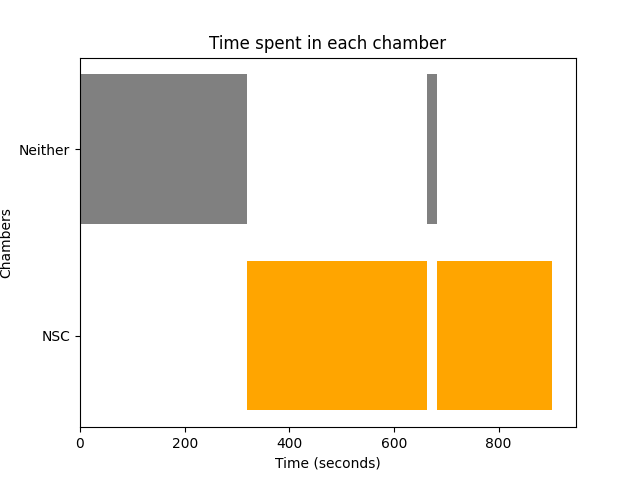 Time spent in each chamber
Neither
NSC
Chambers
0 200 400 600 800
Time (seconds)